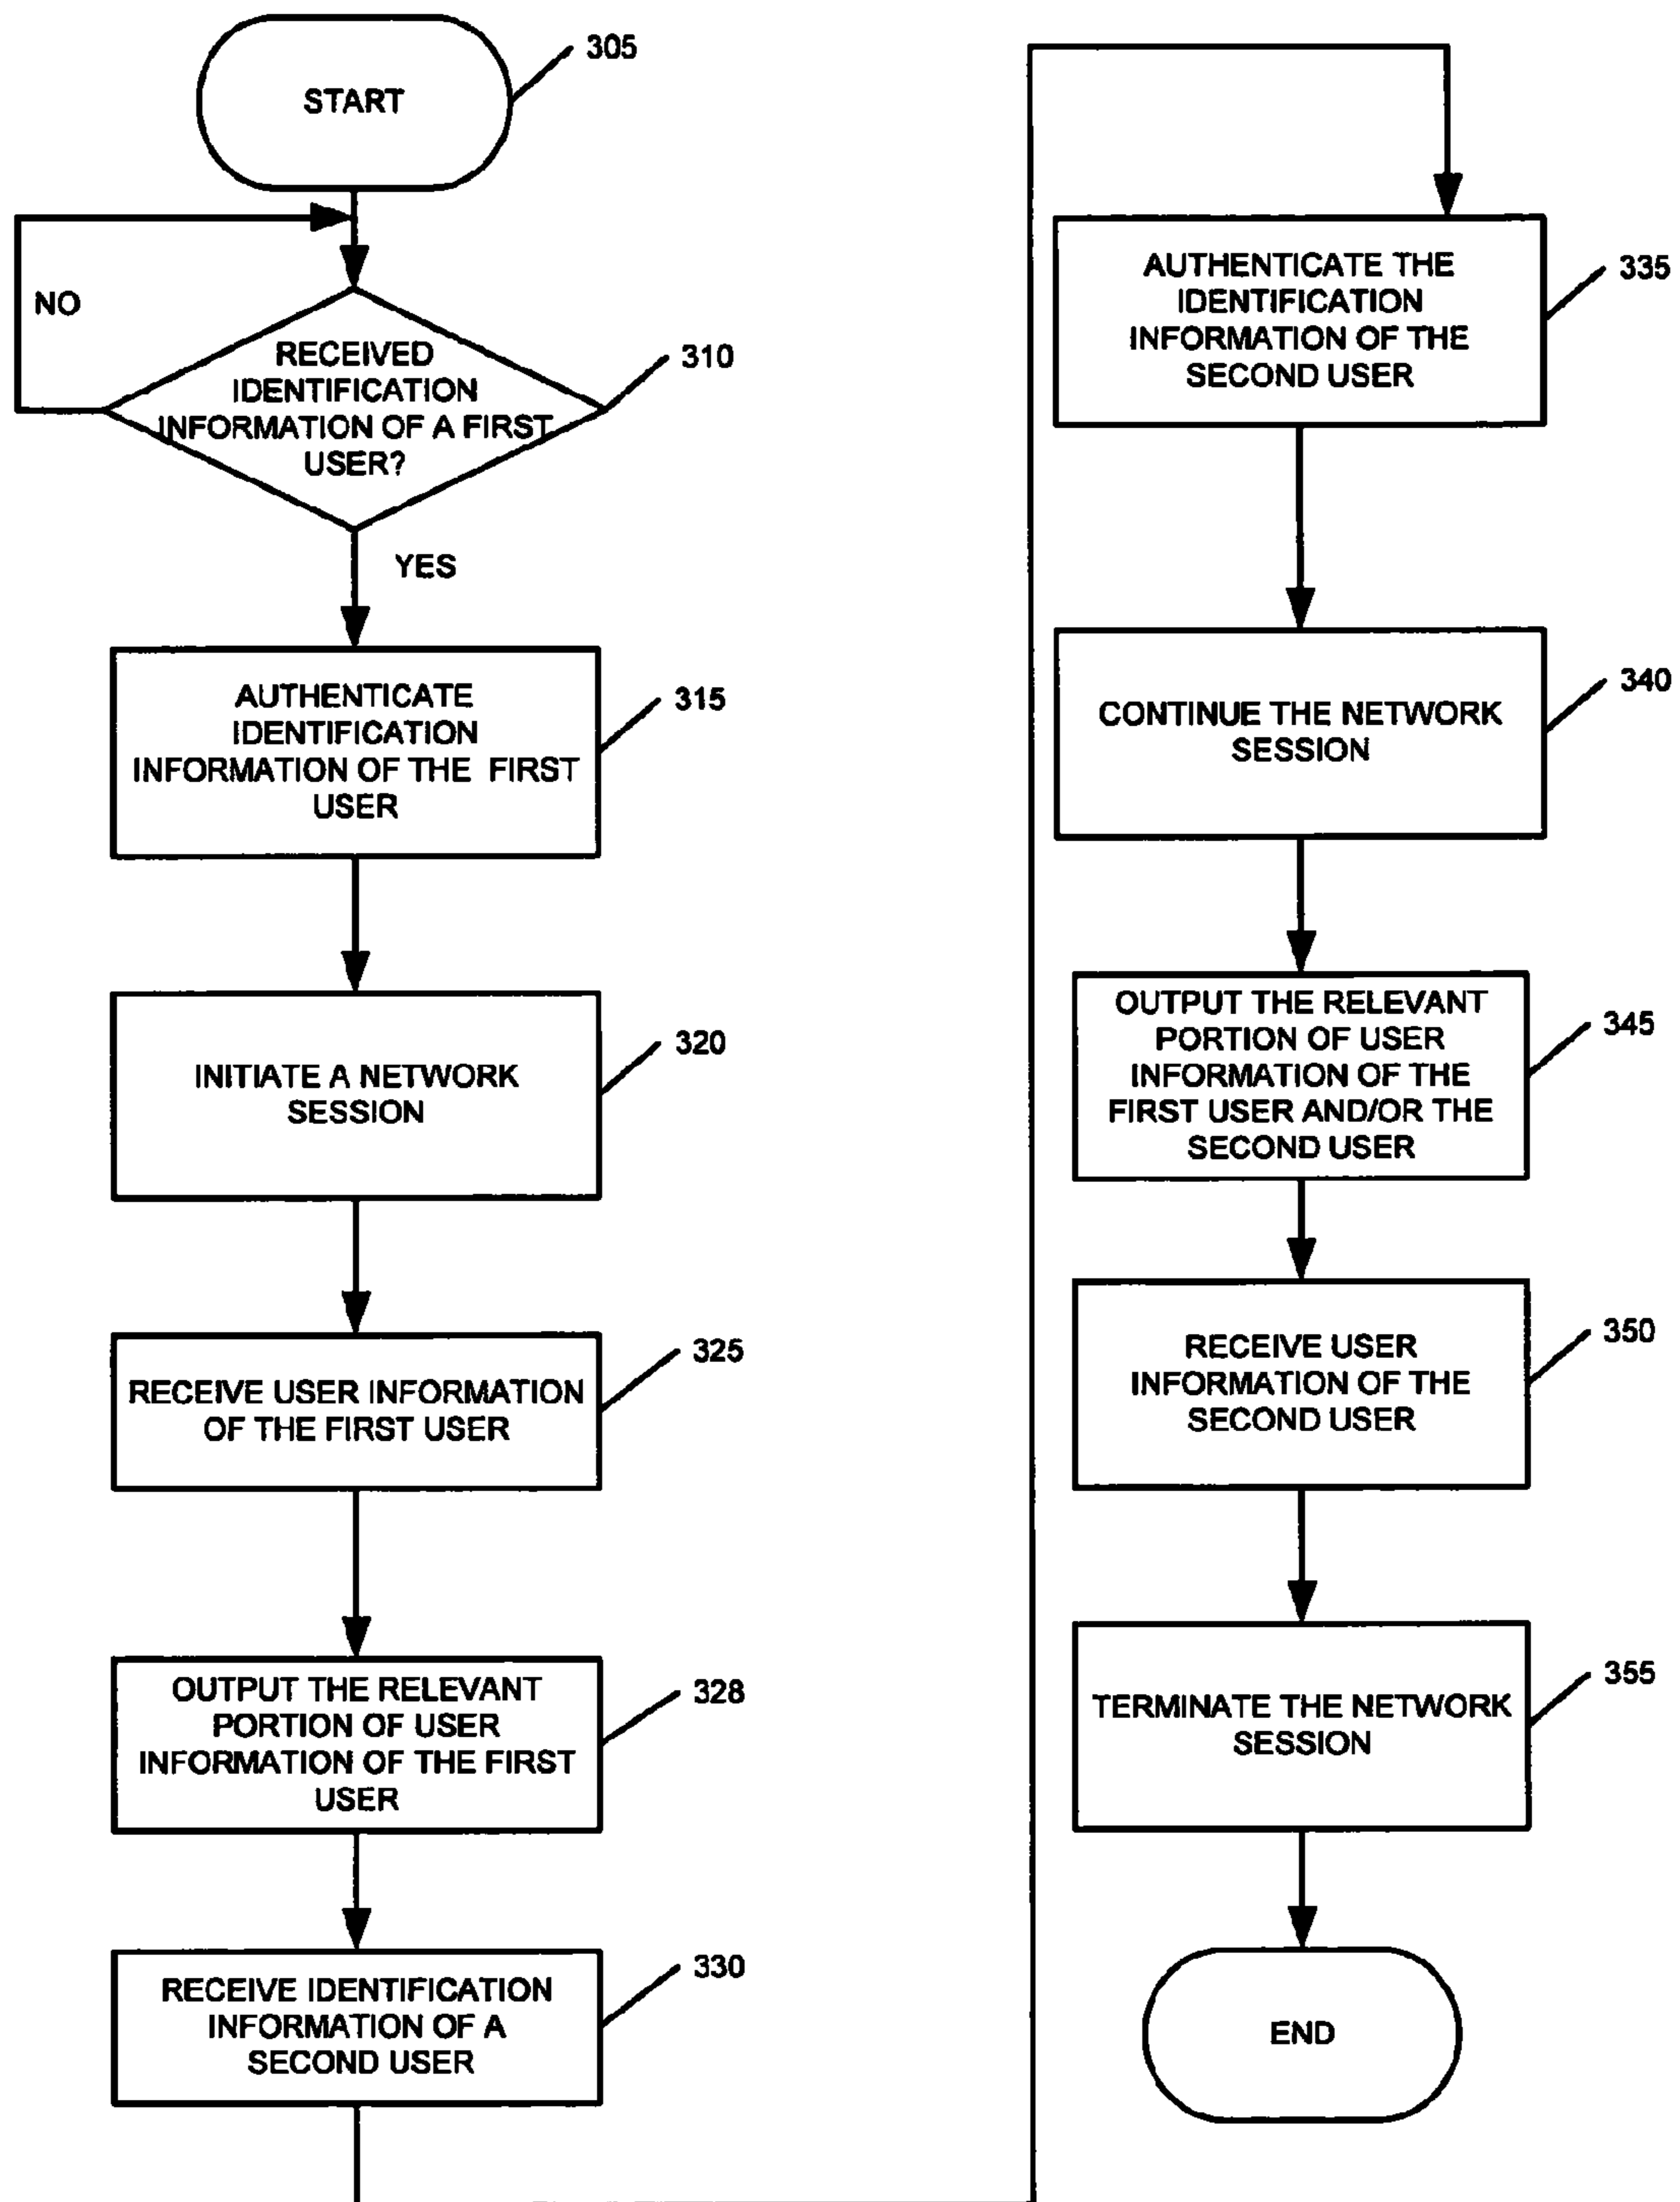 START
305
NO
RECEIVED
IDENTIFICATION
INFORMATION OF A FIRST
USER?
310
YES
AUTHENTICATE
IDENTIFICATION
INFORMATION OF THE FIRST
USER
315
INITIATE A NETWORK
SESSION
320
RECEIVE USER INFORMATION
OF THE FIRST USER
325
OUTPUT THE RELEVANT
PORTION OF USER
INFORMATION OF THE FIRST
USER
328
RECEIVE IDENTIFICATION
INFORMATION OF A
SECOND USER
330
AUTHENTICATE THE
IDENTIFICATION
INFORMATION OF THE
SECOND USER
335
CONTINUE THE NETWORK
SESSION
340
OUTPUT THE RELEVANT
PORTION OF USER
INFORMATION OF THE
FIRST USER AND/OR THE
SECOND USER
345
RECEIVE USER
INFORMATION OF THE
SECOND USER
350
TERMINATE THE NETWORK
SESSION
355
END